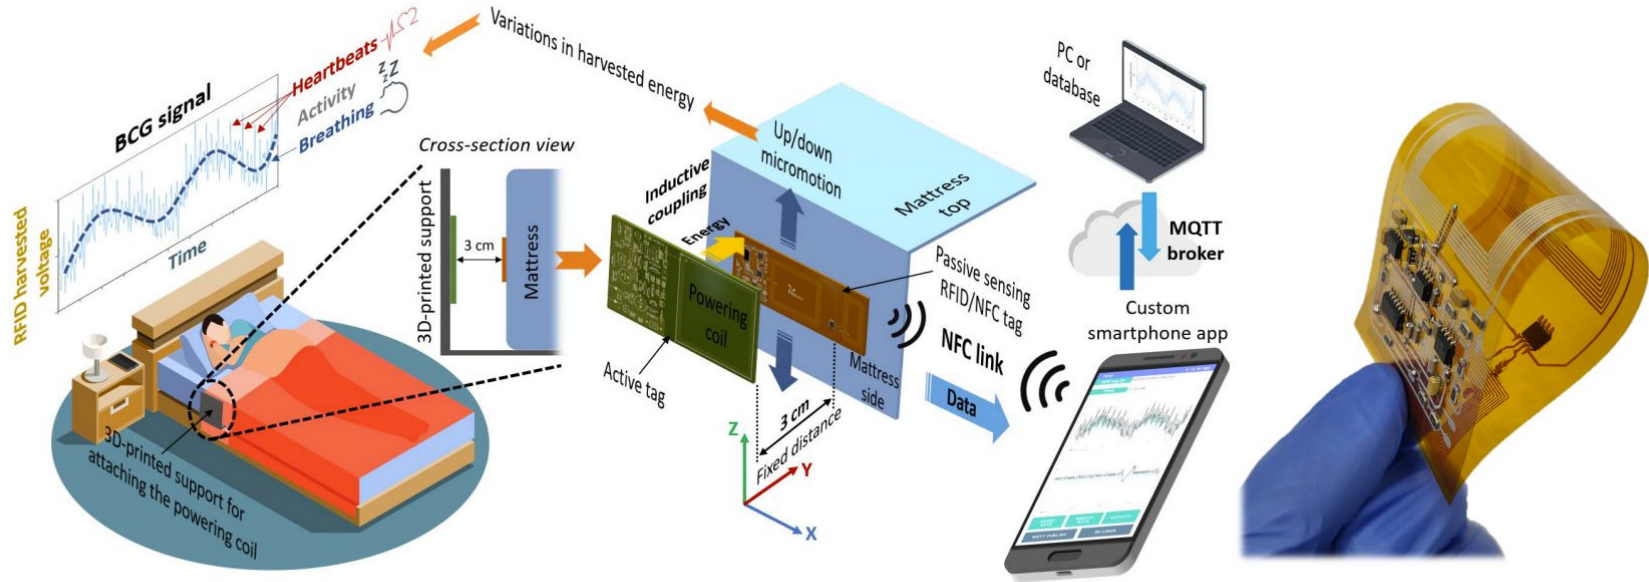 Variations in harvested energy
Heartbeats
zzZ
Activity
Breathing
BCG signal
RFID harvested
voltage
Time
3D-printed support for
attaching the powering coil
Cross-section view
3D-printed support
3 cm
Mattress
Inductive
coupling
Energy
Powering
coil
Active tag
Up/down
micromotion
Mattress
top
Mattress
side
Passive sensing
RFID/NFC tag
3 cm
Fixed distance
Z
Y
X
NFC link
Data
PC or
database
MQTT
broker
Custom
smartphone app